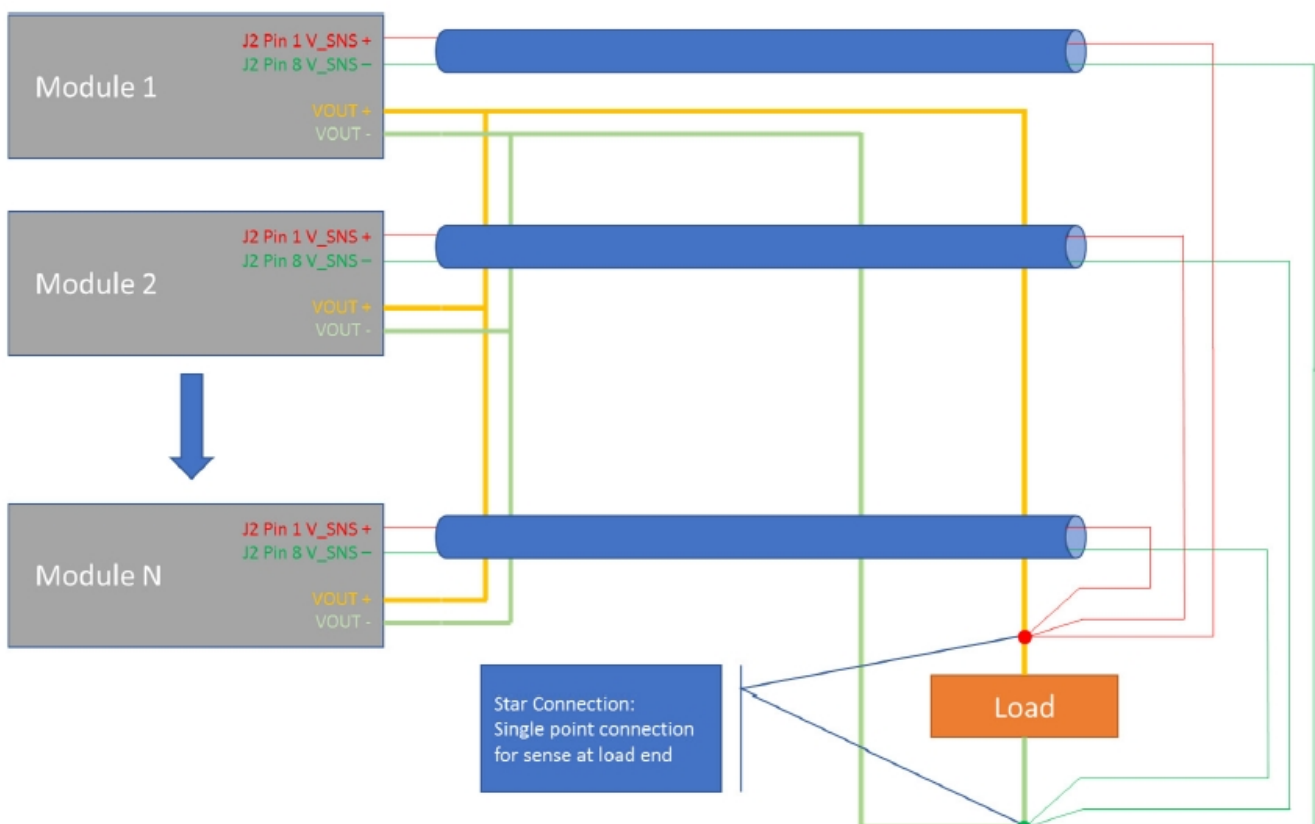 J2 Pin 1 V_SNS +
J2 Pin 8 V_SNS –
Module 1
VOUT +
VOUT -
J2 Pin 1 V_SNS +
J2 Pin 8 V_SNS –
Module 2
VOUT +
VOUT -
J2 Pin 1 V_SNS +
J2 Pin 8 V_SNS –
Module N
VOUT +
VOUT -
Star Connection:
Single point connection
for sense at load end
Load